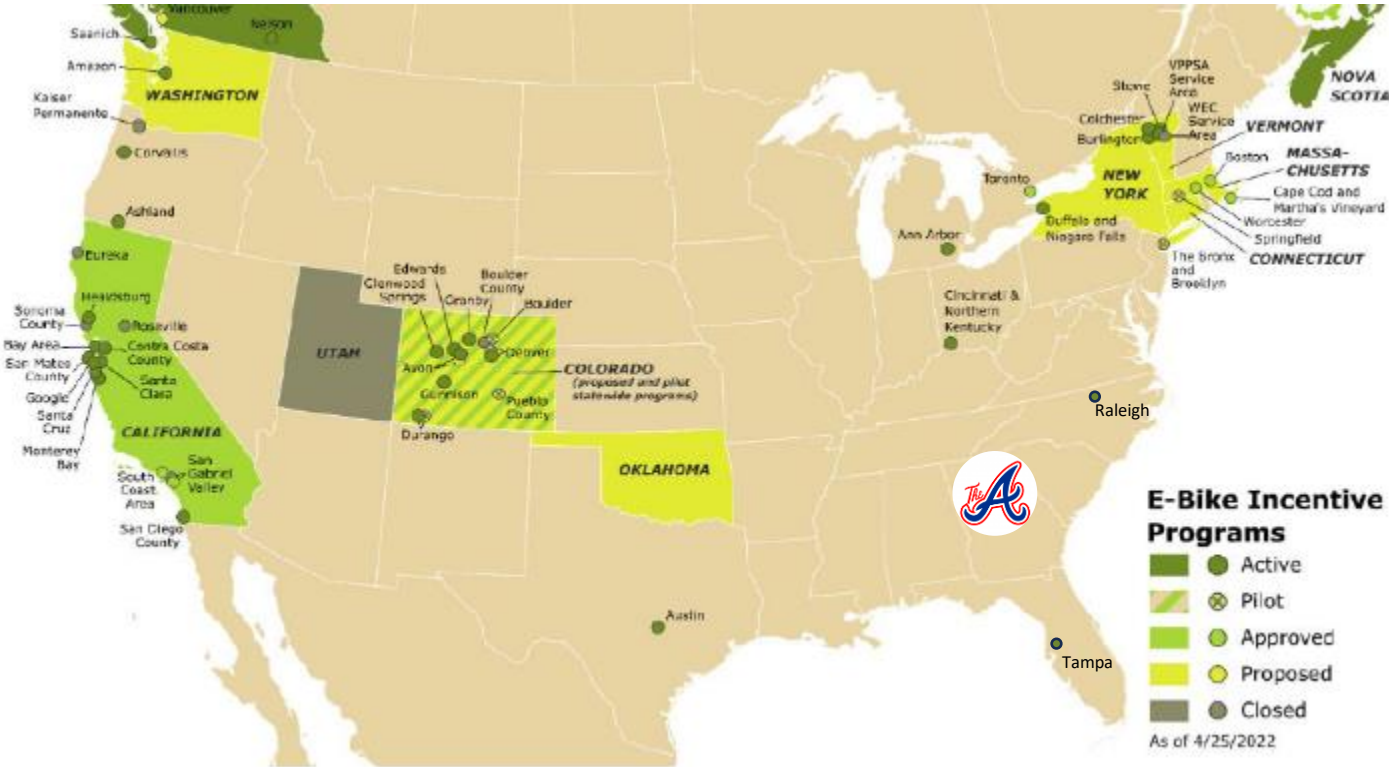 Vancouver
Nelson
Saanich
Amazon
WASHINGTON
Kaiser
Permanente
Corvallis
Ashland
Eureka
Healdsburg
Sonoma
County
Roseville
Bay Area
Contra Costa
County
San Mateo
County
Santa
Clara
Google
Santa
Cruz
CALIFORNIA
Monterey
Bay
South
Coast
Area
San
Gabriel
Valley
San Diego
County
UTAH
Edwards
Glenwood
Springs
Granby
Boulder
County
Boulder
Avon
Denver
Gunnison
Pueblo
County
Durango
COLORADO
(proposed and pilot
statewide programs)
OKLAHOMA
Austin
Ann Arbor
Cincinnati &
Northern
Kentucky
Toronto
Buffalo and
Niagara Falls
NEW
YORK
Colchester
Burlington
Stowe
VPPSA
Service
Area
WEC
Service
Area
VERMONT
NOVA
SCOTIA
Boston
MASSA-
CHUSETTS
Cape Cod and
Martha's Vineyard
Worcester
Springfield
CONNECTICUT
The Bronx
and
Brooklyn
Raleigh
The A
Tampa
E-Bike Incentive
Programs
Active
Pilot
Approved
Proposed
Closed
As of 4/25/2022